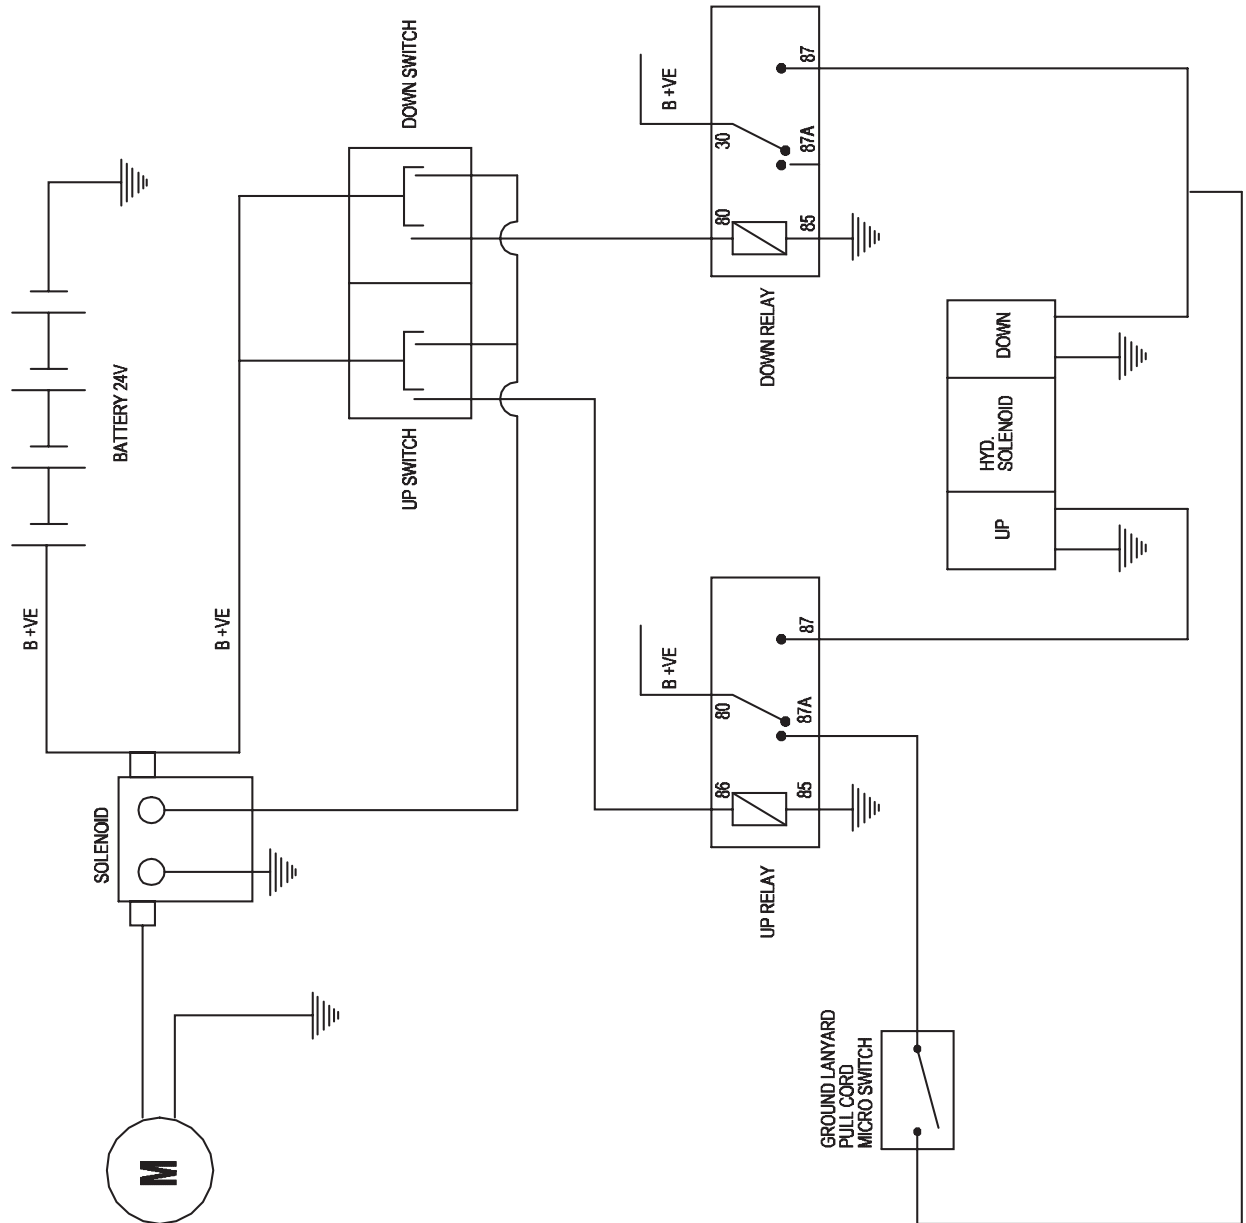 DOWN SWITCH
B +VE
87
30
87A
80
85
DOWN RELAY
BATTERY 24V
UP SWITCH
DOWN
HYD.
SOLENOID
UP
B +VE
B +VE
B +VE
87
80
87A
86
85
UP RELAY
SOLENOID
GROUND LANYARD
PULL CORD
MICRO SWITCH
M